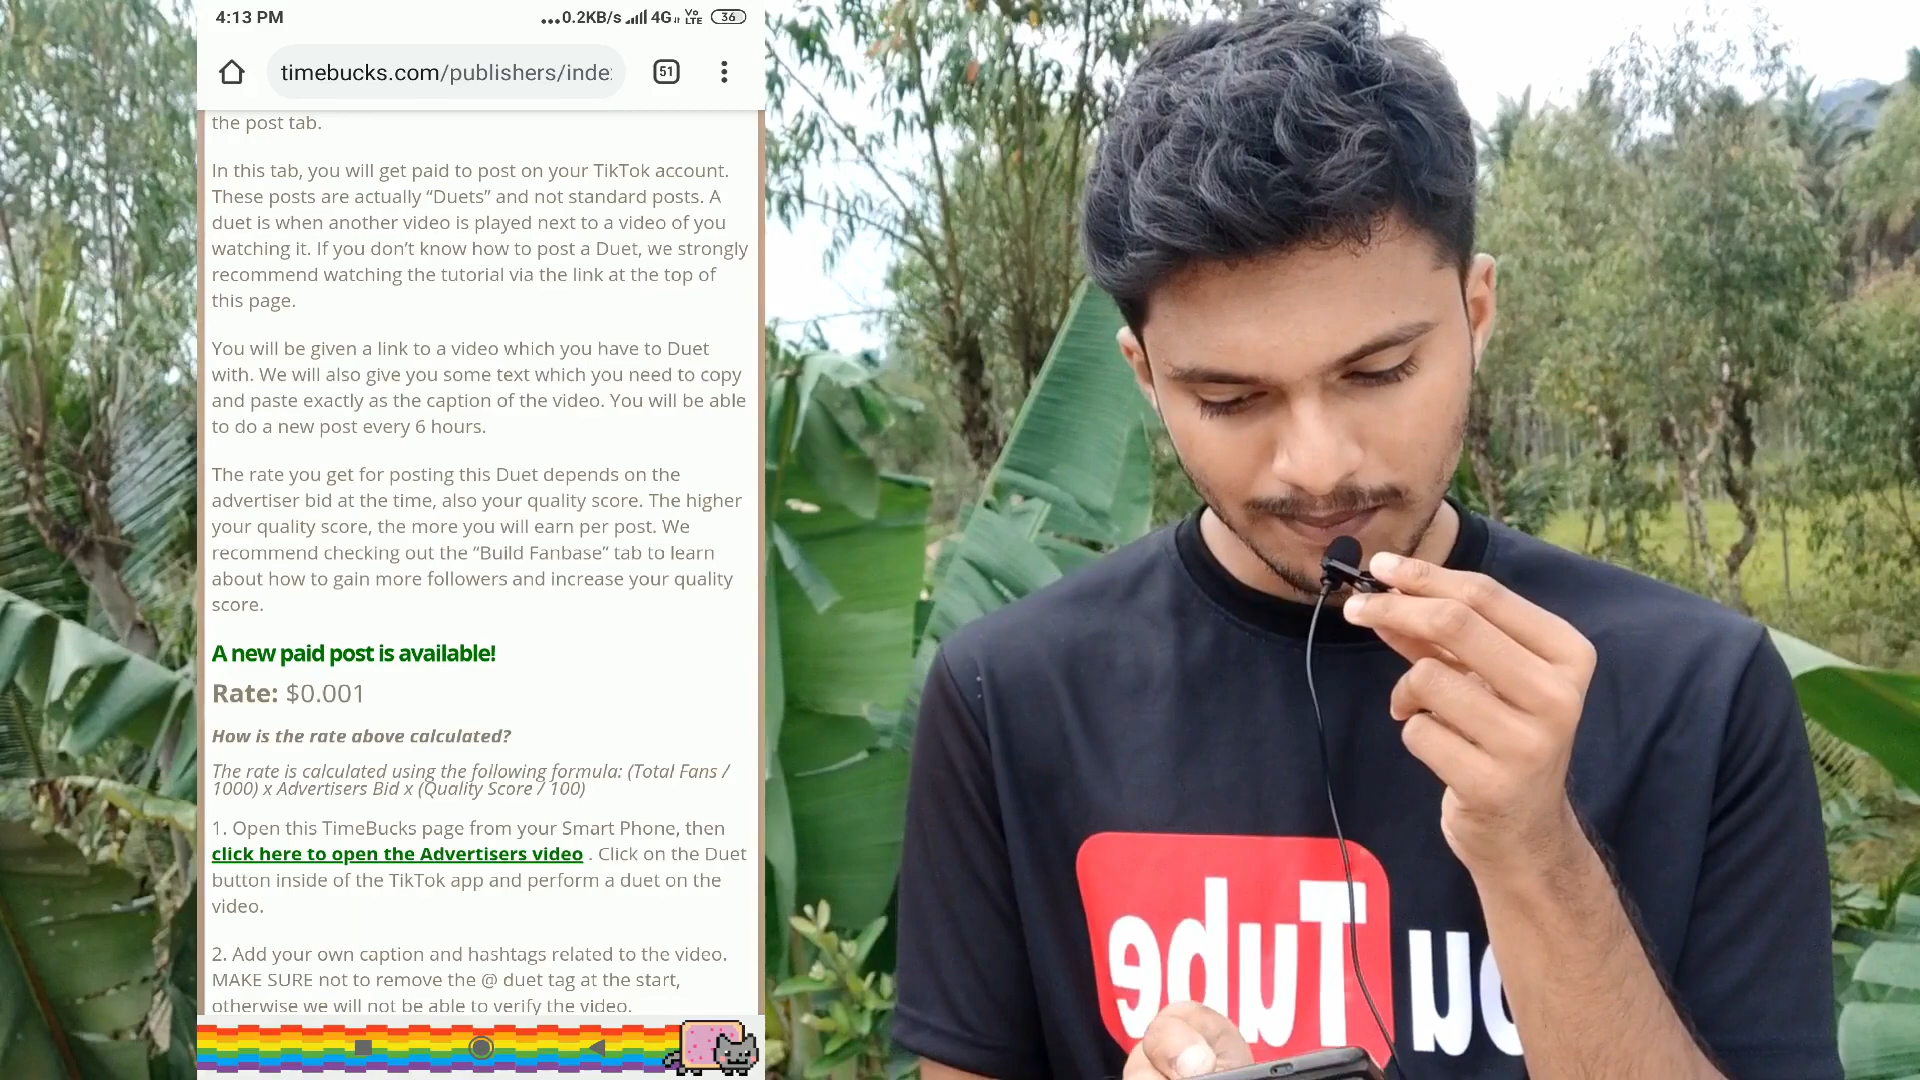 4:13 PM
...0.2KB/s 4G Vo LTE 36
timebucks.com/publishers/inde
51
the post tab.
In this tab, you will get paid to post on your TikTok account.
These posts are actually “Duets” and not standard posts. A
duet is when another video is played next to a video of you
watching it. If you don’t know how to post a Duet, we strongly
recommend watching the tutorial via the link at the top of
this page.
You will be given a link to a video which you have to Duet
with. We will also give you some text which you need to copy
and paste exactly as the caption of the video. You will be able
to do a new post every 6 hours.
The rate you get for posting this Duet depends on the
advertiser bid at the time, also your quality score. The higher
your quality score, the more you will earn per post. We
recommend checking out the “Build Fanbase” tab to learn
about how to gain more followers and increase your quality
score.
A new paid post is available!
Rate: $0.001
How is the rate above calculated?
The rate is calculated using the following formula: (Total Fans /
1000) x Advertisers Bid x (Quality Score / 100)
1. Open this TimeBucks page from your Smart Phone, then
click here to open the Advertisers video . Click on the Duet
button inside of the TikTok app and perform a duet on the
video.
2. Add your own caption and hashtags related to the video.
MAKE SURE not to remove the @ duet tag at the start,
otherwise we will not be able to verify the video.
ou
Tube